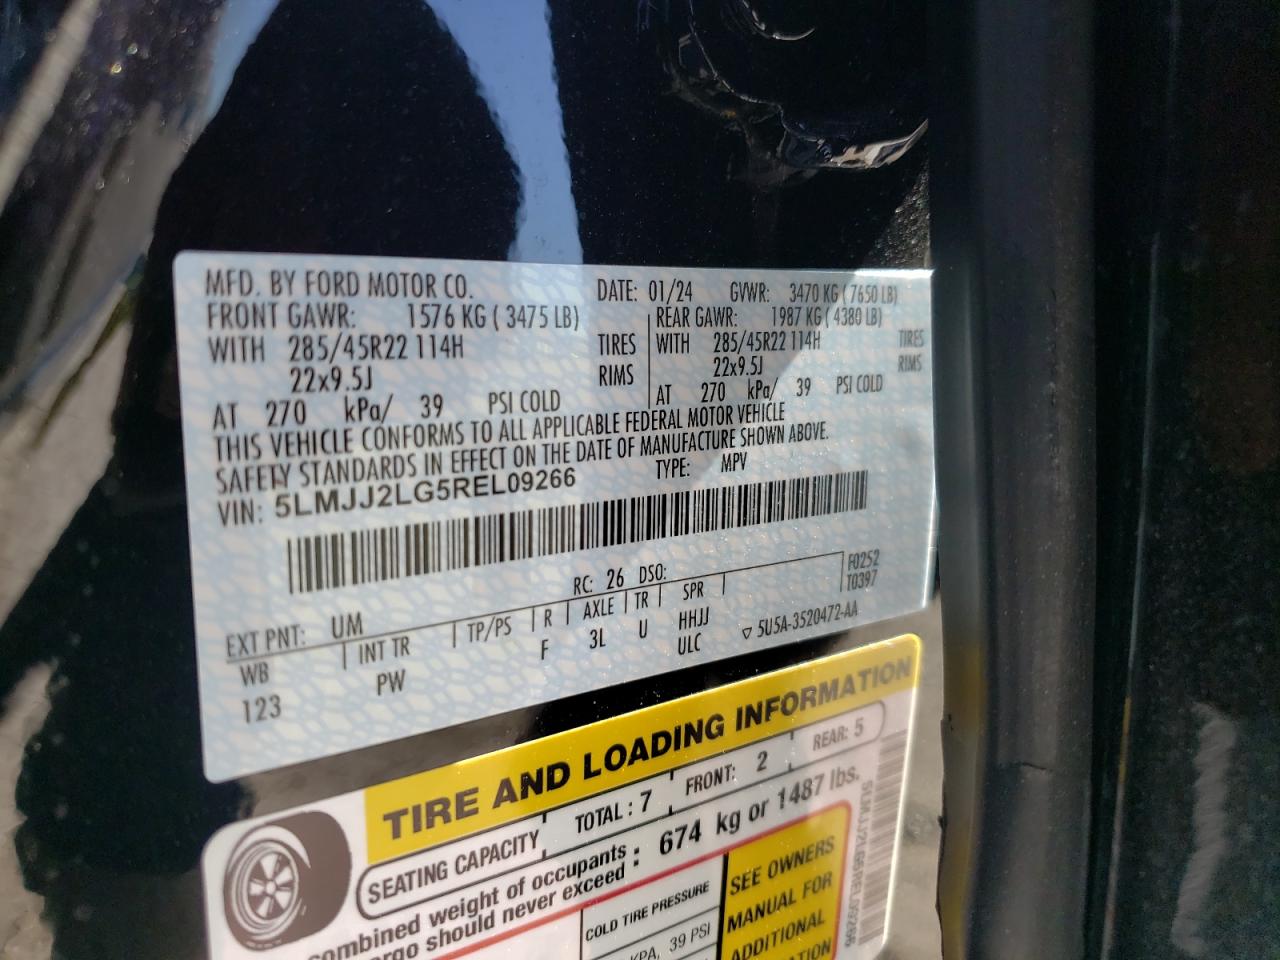 MFD. BY FORD MOTOR CO. DATE: 01/24 GVWR: 3470 KG ( 7650 LB)
FRONT GAWR: 1576 KG ( 3475 LB) REAR GAWR: 1987 KG ( 4380 LB)
WITH 285/45R22 114H TIRES WITH 285/45R22 114H TIRES
22x9.5J RIMS 22x9.5J RIMS
AT 270 kPa/ 39 PSI COLD AT 270 kPa/ 39 PSI COLD
THIS VEHICLE CONFORMS TO ALL APPLICABLE FEDERAL MOTOR VEHICLE
SAFETY STANDARDS IN EFFECT ON THE DATE OF MANUFACTURE SHOWN ABOVE.
VIN: 5LMJJ2LG5REL09266 TYPE: MPV
EXT PNT: UM RC: 26 DSO: F0252
WB INT TR TP/PS R AXLE TR SPR T0397
123 PW F 3L U HHJJ
ULC ▽ 5U5A-3520472-AA
TIRE AND LOADING INFORMATION
SEATING CAPACITY TOTAL : 7 FRONT: 2 REAR: 5
combined weight of occupants
cargo should never exceed : 674 kg or 1487 lbs.
COLD TIRE PRESSURE
KPA, 39 PSI
SEE OWNERS
MANUAL FOR
ADDITIONAL
5LMJJ2LG5REL09266